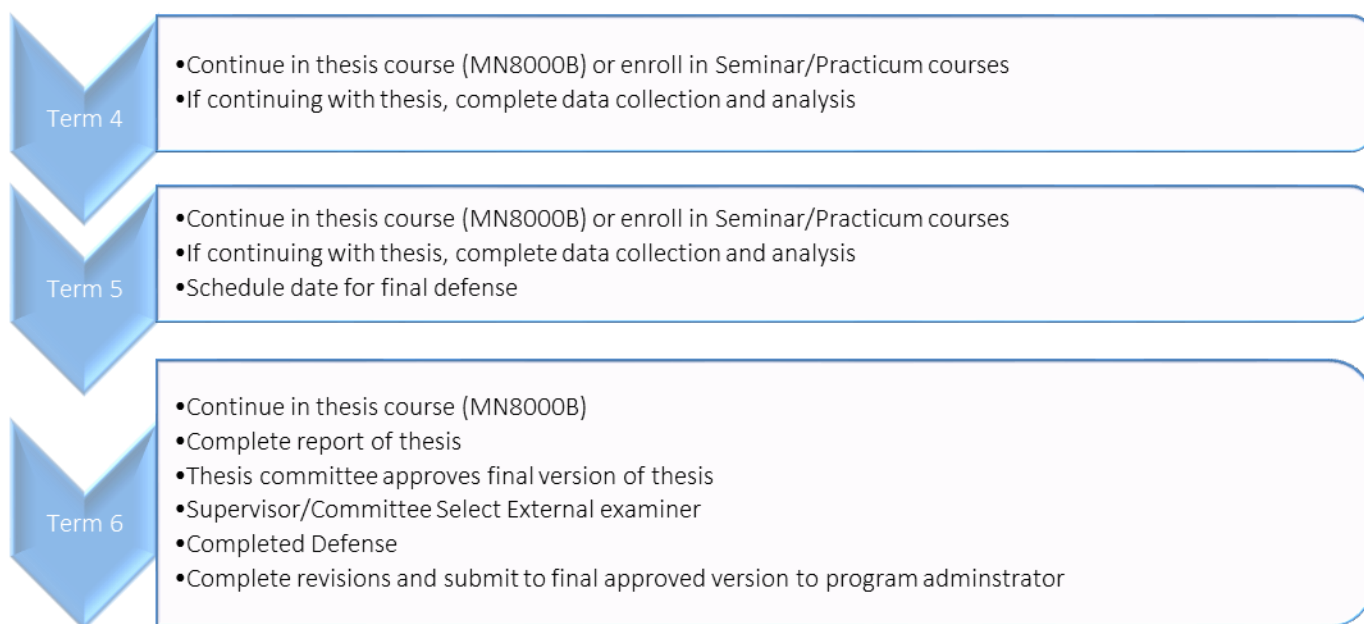 Term 4
•Continue in thesis course (MN8000B) or enroll in Seminar/Practicum courses
•If continuing with thesis, complete data collection and analysis
Term 5
•Continue in thesis course (MN8000B) or enroll in Seminar/Practicum courses
•If continuing with thesis, complete data collection and analysis
•Schedule date for final defense
Term 6
•Continue in thesis course (MN8000B)
•Complete report of thesis
•Thesis committee approves final version of thesis
•Supervisor/Committee Select External examiner
•Completed Defense
•Complete revisions and submit to final approved version to program adminstrator